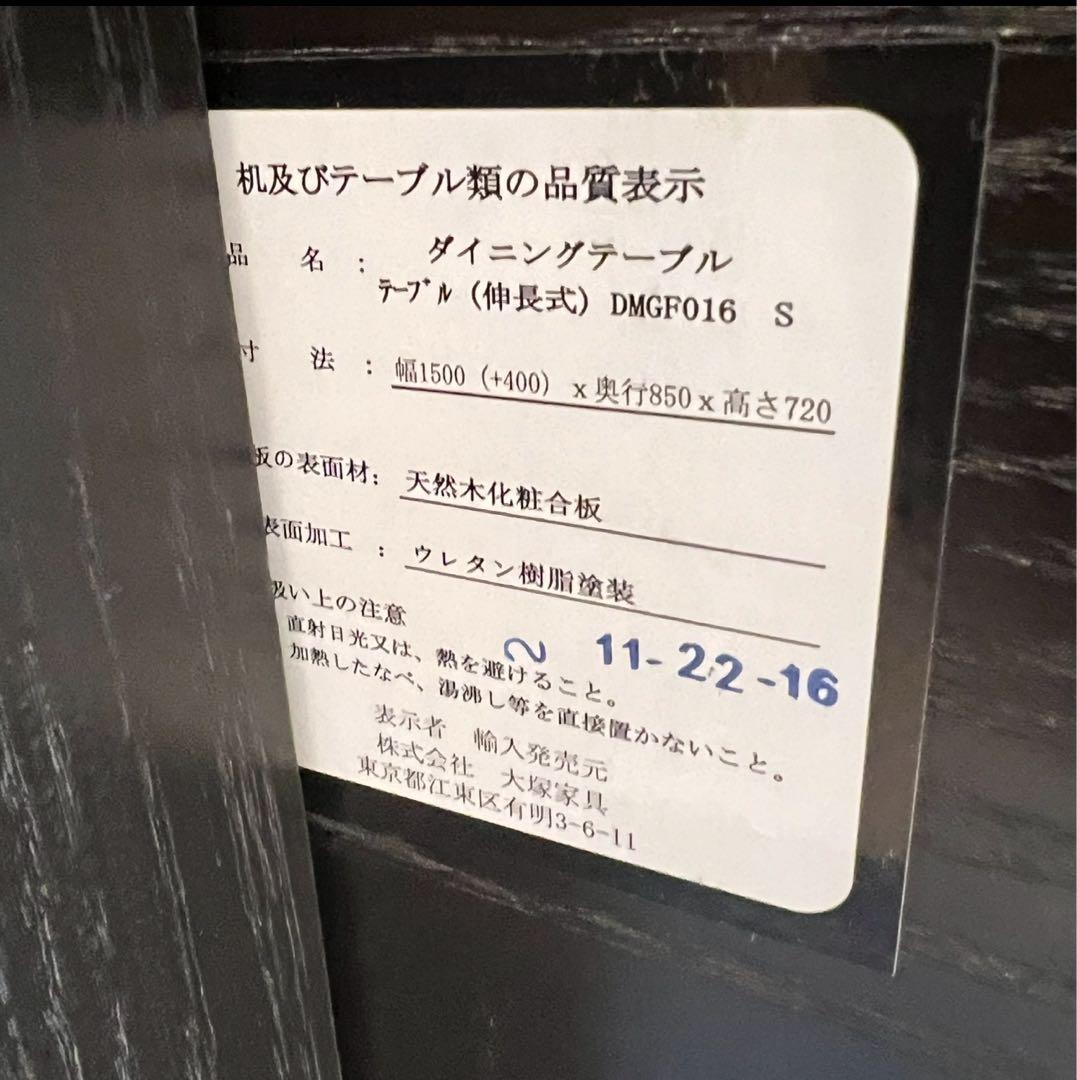 机及びテーブル類の品質表示
品　名 : ダイニングテーブル
ﾃｰﾌﾞﾙ (伸長式) DMGF016 S
寸　法 : 幅1500 (+400) x 奥行850 x 高さ720
板の表面材: 天然木化粧合板
表面加工 : ウレタン樹脂塗装
扱い上の注意
直射日光又は、熱を避けること。
2 11-22-16
加熱したなべ、湯沸し等を直接置かないこと。
表示者 輸入発売元
株式会社 大塚家具
東京都江東区有明3-6-11